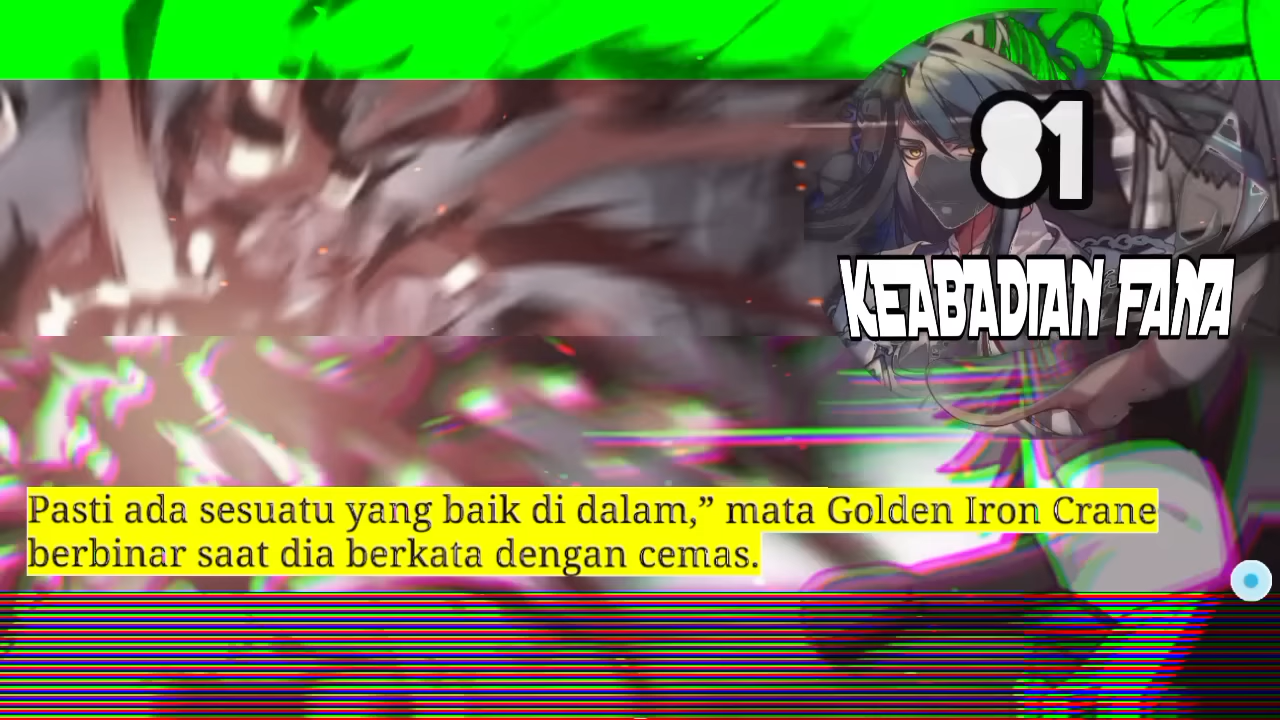 81
KEABADIAN FANA
Pasti ada sesuatu yang baik di dalam,” mata Golden Iron Crane
berbinar saat dia berkata dengan cemas.